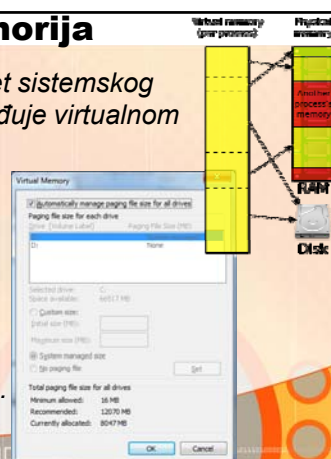 morija
Virtual memory
(per process)
Physical
memory
et sistemskog
đuje virtualnom
Another
process's
memory
RAM
Disk
Virtual Memory
Automatically manage paging file size for all drives
Paging file size for each drive
Drive [Volume Label]
Paging File Size (MB)
D:
None
Selected drive:
C:
Space available:
66517 MB
Custom size:
Initial size (MB):
Maximum size (MB):
System managed size
No paging file
Set
Total paging file size for all drives
Minimum allowed:
16 MB
Recommended:
12070 MB
Currently allocated:
8047 MB
OK
Cancel
.